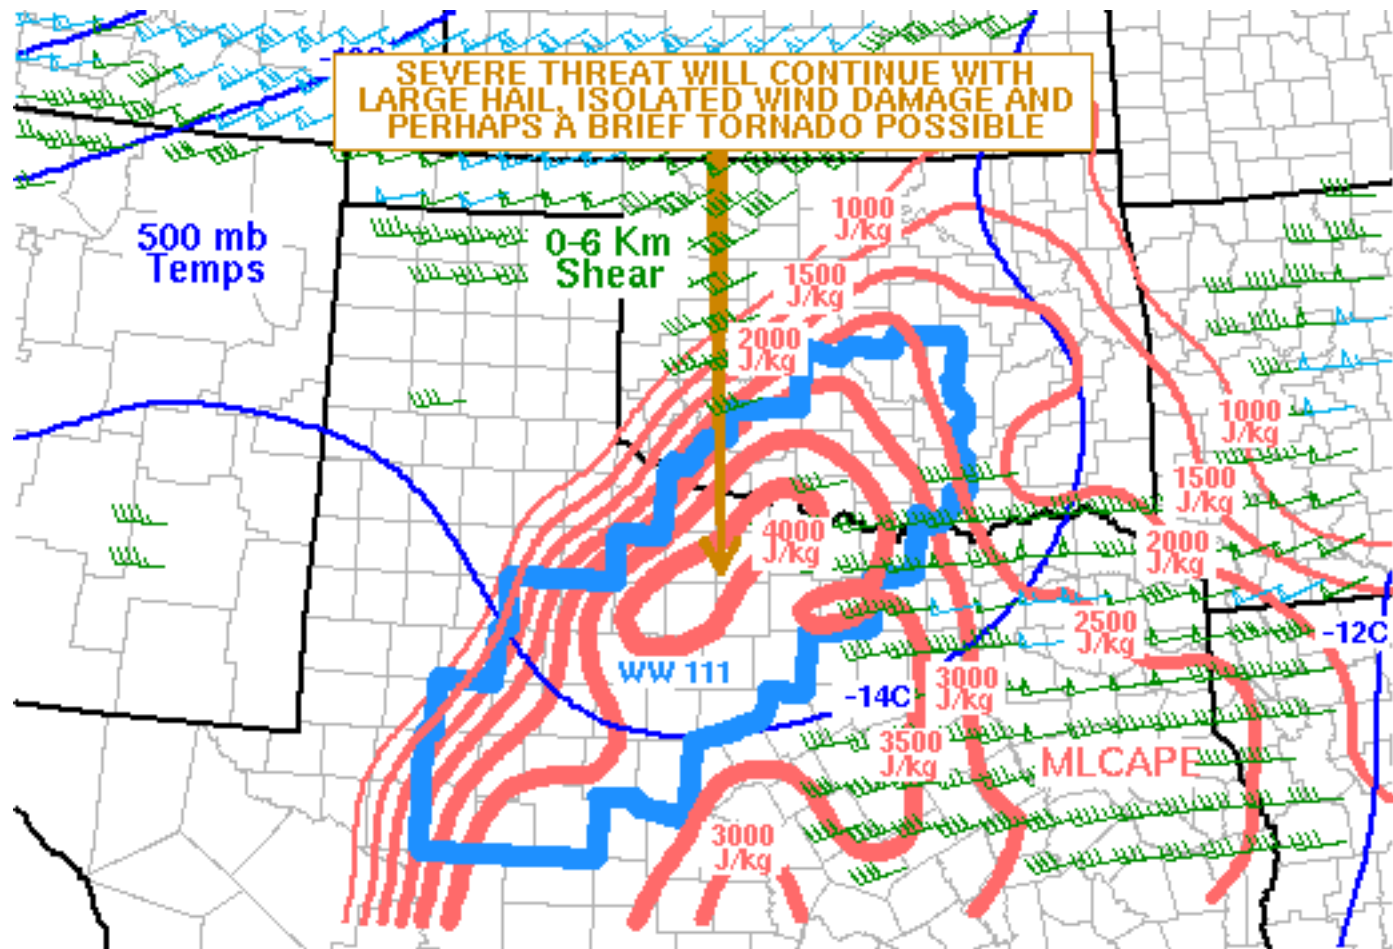 SEVERE THREAT WILL CONTINUE WITH
LARGE HAIL, ISOLATED WIND DAMAGE AND
PERHAPS A BRIEF TORNADO POSSIBLE
500 mb
Temps
0-6 Km
Shear
1000
J/kg
1500
J/kg
2000
J/kg
1000
J/kg
1500
J/kg
4000
J/kg
2000
J/kg
2500
J/kg
-12C
WW 111
-14C
3000
J/kg
3500
J/kg
MLCAPE
3000
J/kg